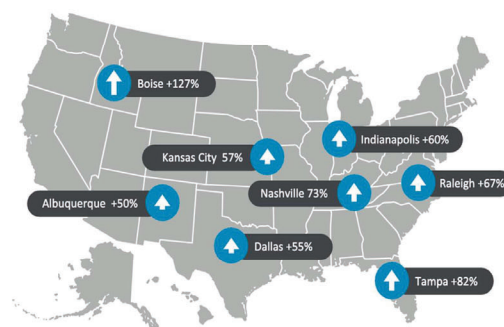 Boise +127%
Indianapolis +60%
Kansas City 57%
Nashville 73%
Raleigh +67%
Albuquerque +50%
Dallas +55%
Tampa +82%